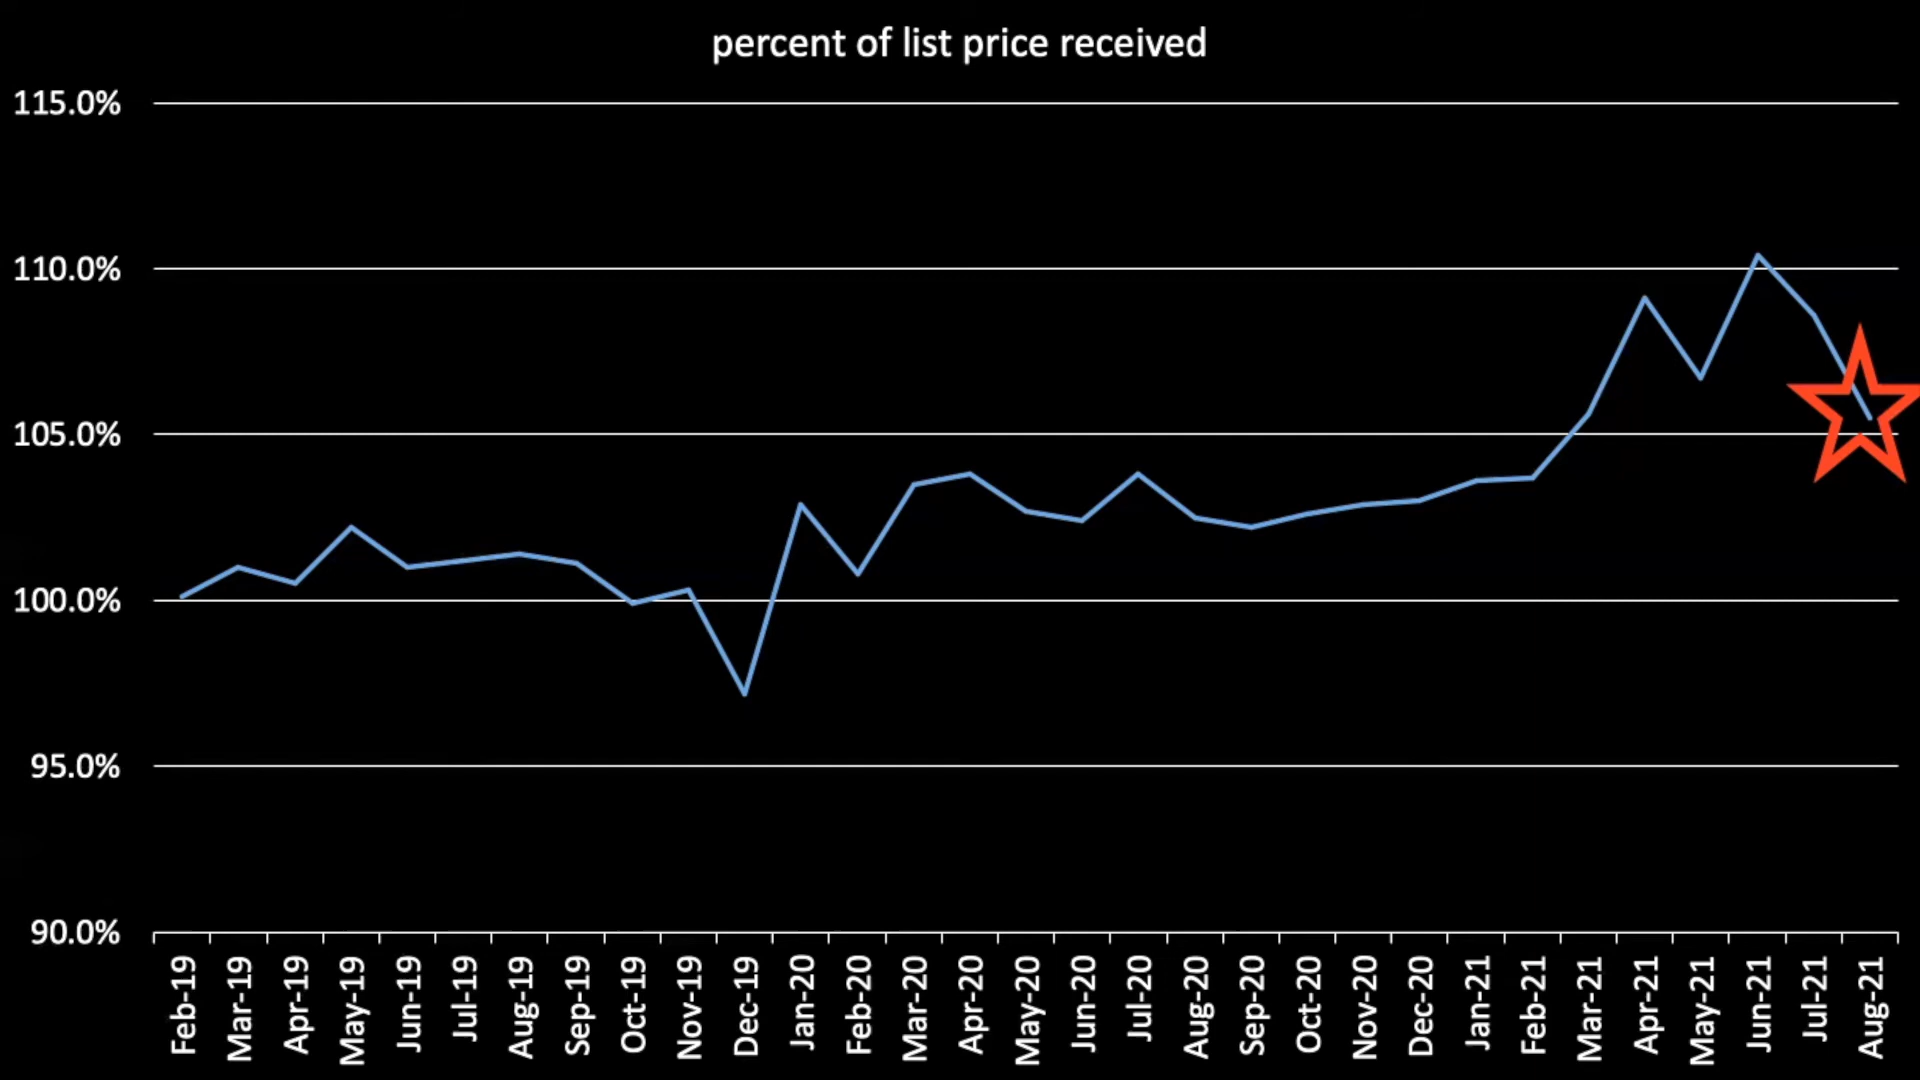 percent of list price received
115.0%
110.0%
105.0%
100.0%
95.0%
90.0%
Feb-19
Mar-19
Apr-19
May-19
Jun-19
Jul-19
Aug-19
Sep-19
Oct-19
Nov-19
Dec-19
Jan-20
Feb-20
Mar-20
Apr-20
May-20
Jun-20
Jul-20
Aug-20
Sep-20
Oct-20
Nov-20
Dec-20
Jan-21
Feb-21
Mar-21
Apr-21
May-21
Jun-21
Jul-21
Aug-21